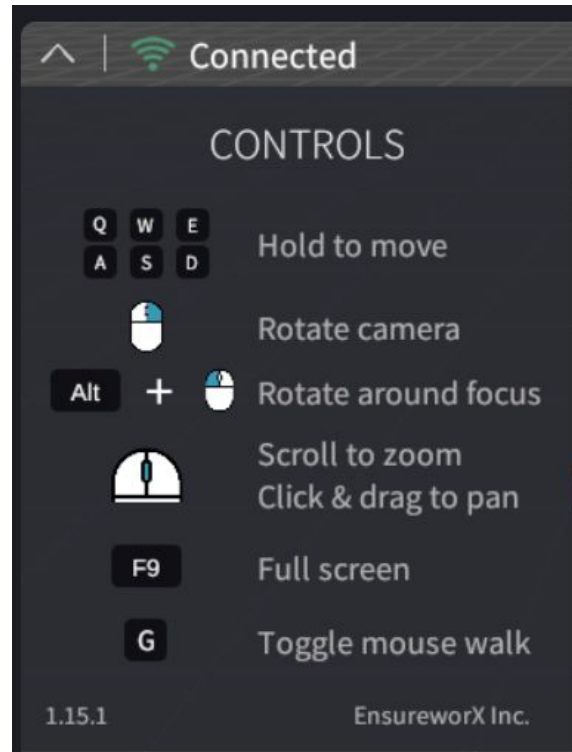 Connected
CONTROLS
Q W E
A S D
Hold to move
Rotate camera
Alt + Rotate around focus
Scroll to zoom
Click & drag to pan
F9 Full screen
G Toggle mouse walk
1.15.1 EnsureworX Inc.